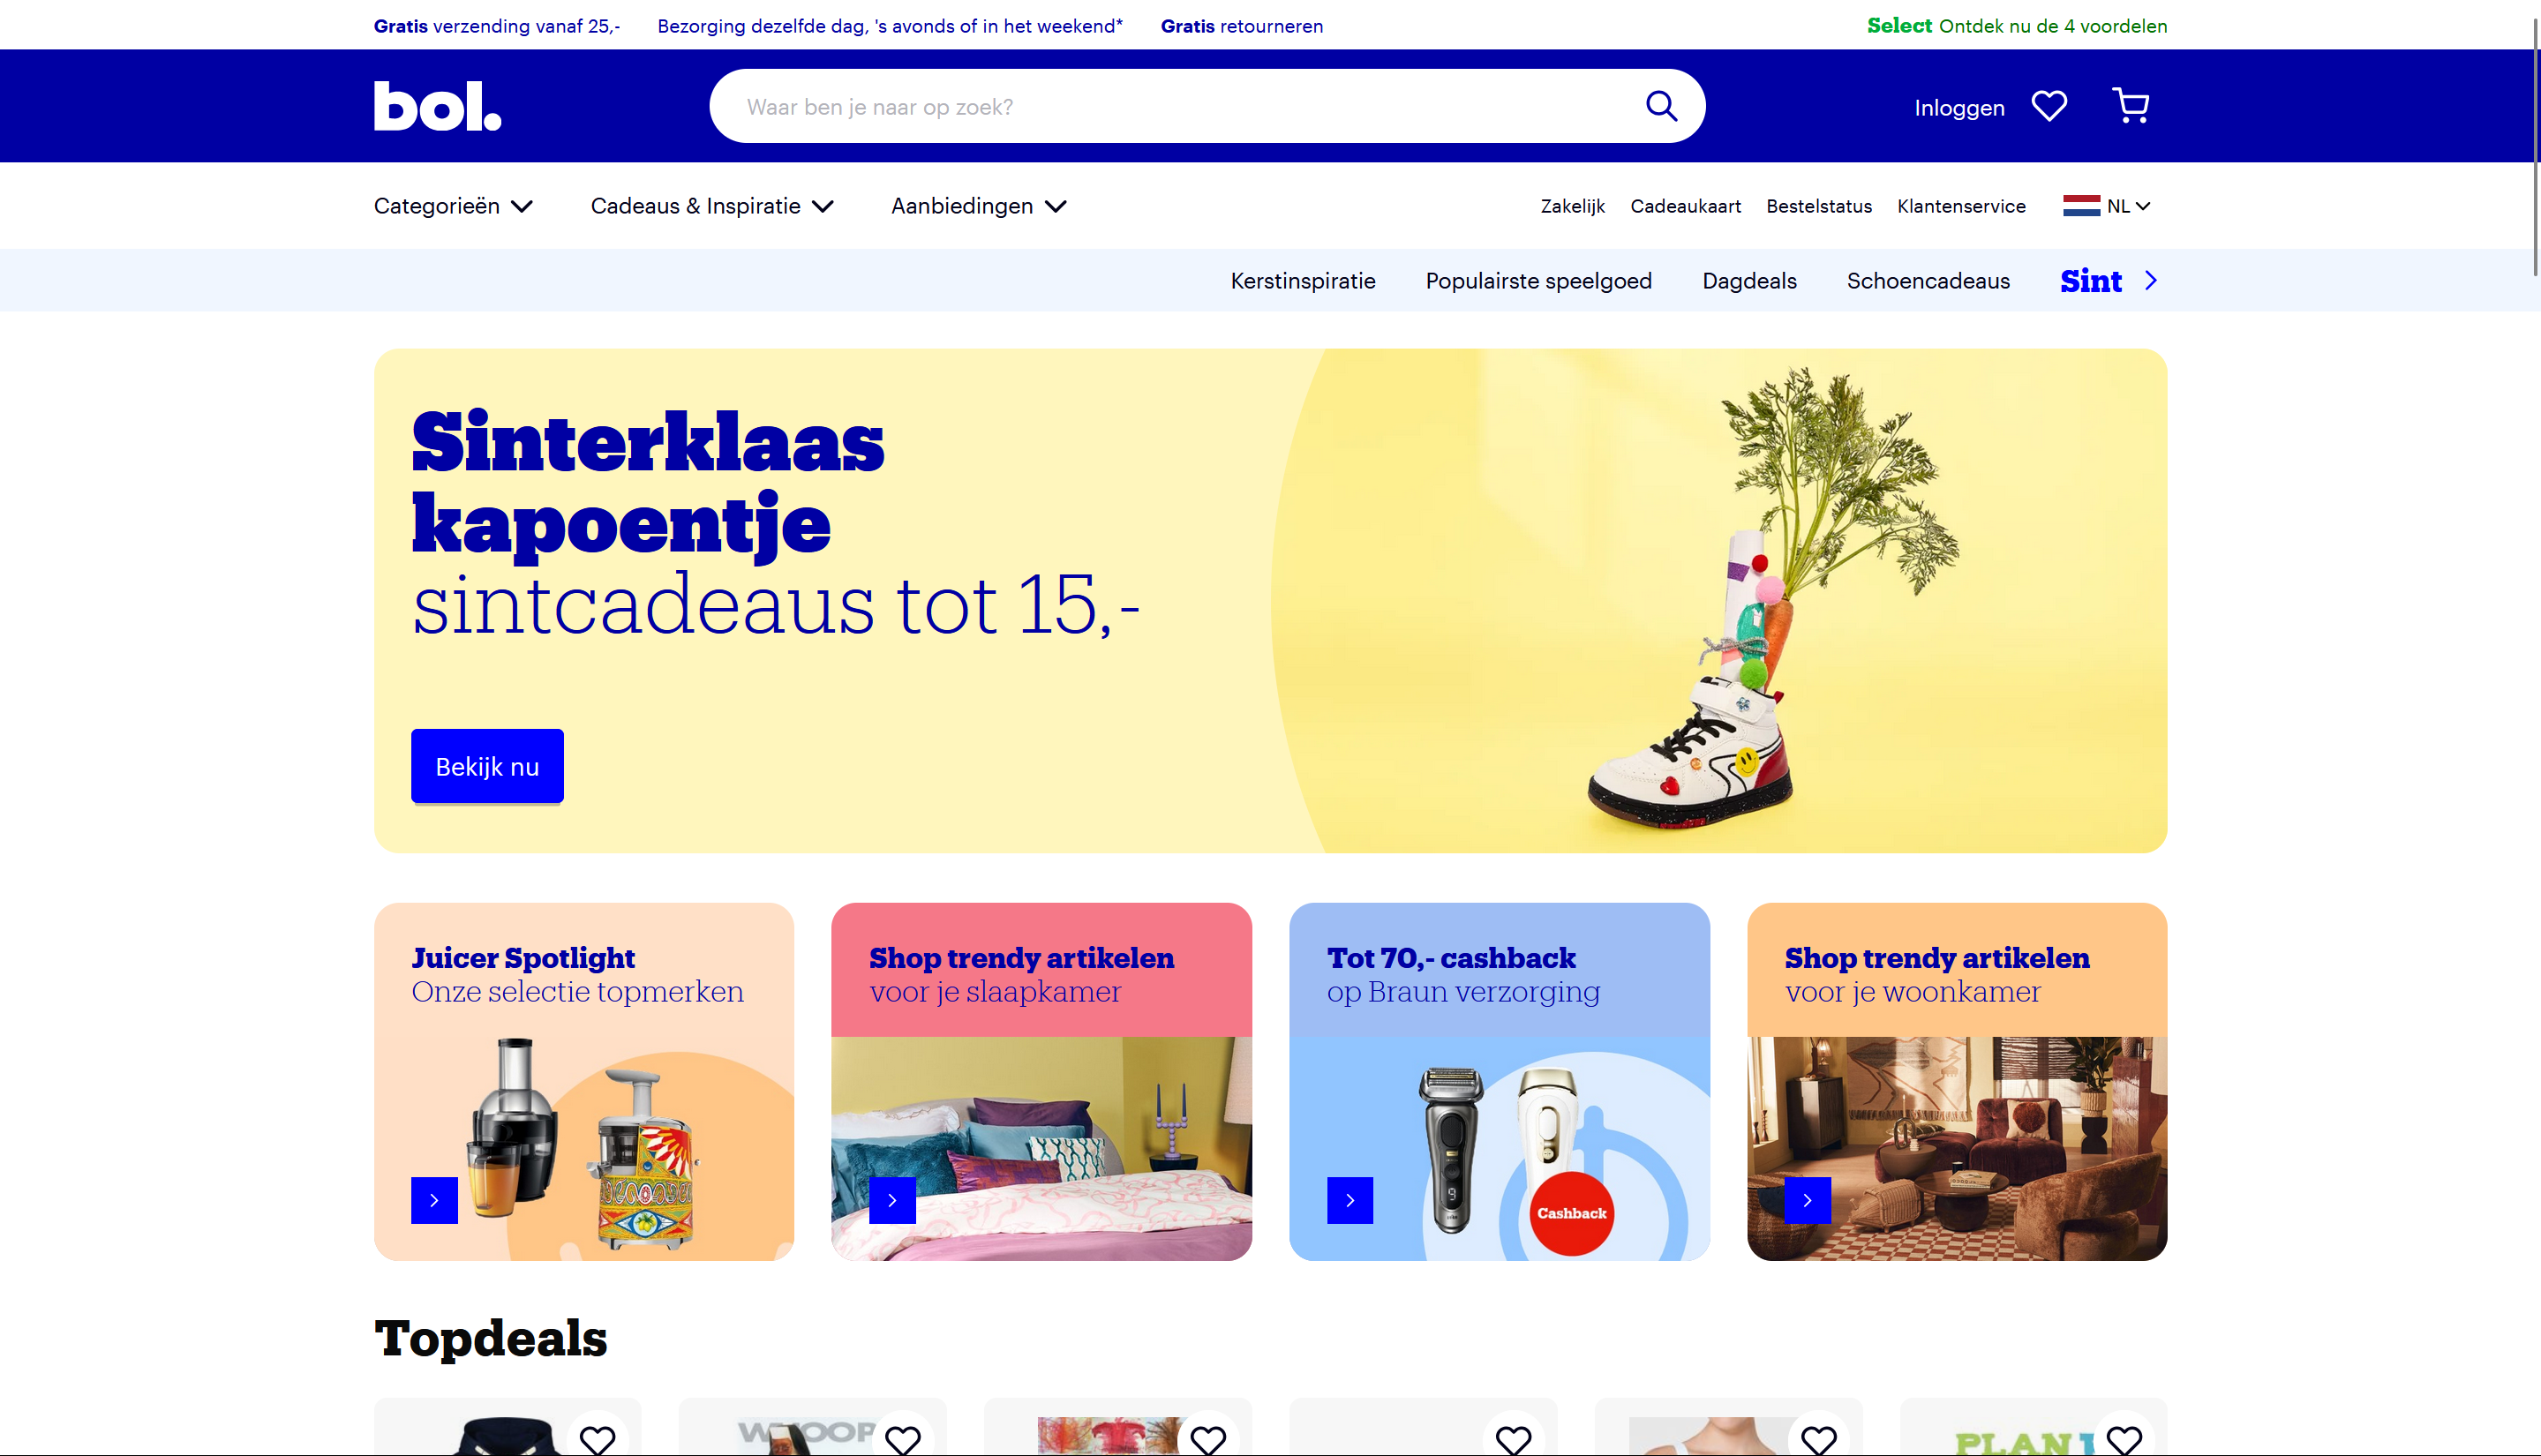 Gratis verzending vanaf 25,- Bezorging dezelfde dag, 's avonds of in het weekend* Gratis retourneren Select Ontdek nu de 4 voordelen
bol. Waar ben je naar op zoek? Inloggen
Categorieën Cadeaus & Inspiratie Aanbiedingen Zakelijk Cadeaukaart Bestelstatus Klantenservice NL
Kerstinspiratie Populairste speelgoed Dagdeals Schoencadeaus Sint
Sinterklaas
kapoentje
sintcadeaus tot 15,-
Bekijk nu
Juicer Spotlight
Onze selectie topmerken
Shop trendy artikelen
voor je slaapkamer
Tot 70,- cashback
op Braun verzorging
Cashback
Shop trendy artikelen
voor je woonkamer
Topdeals
WHOOP
PLAN